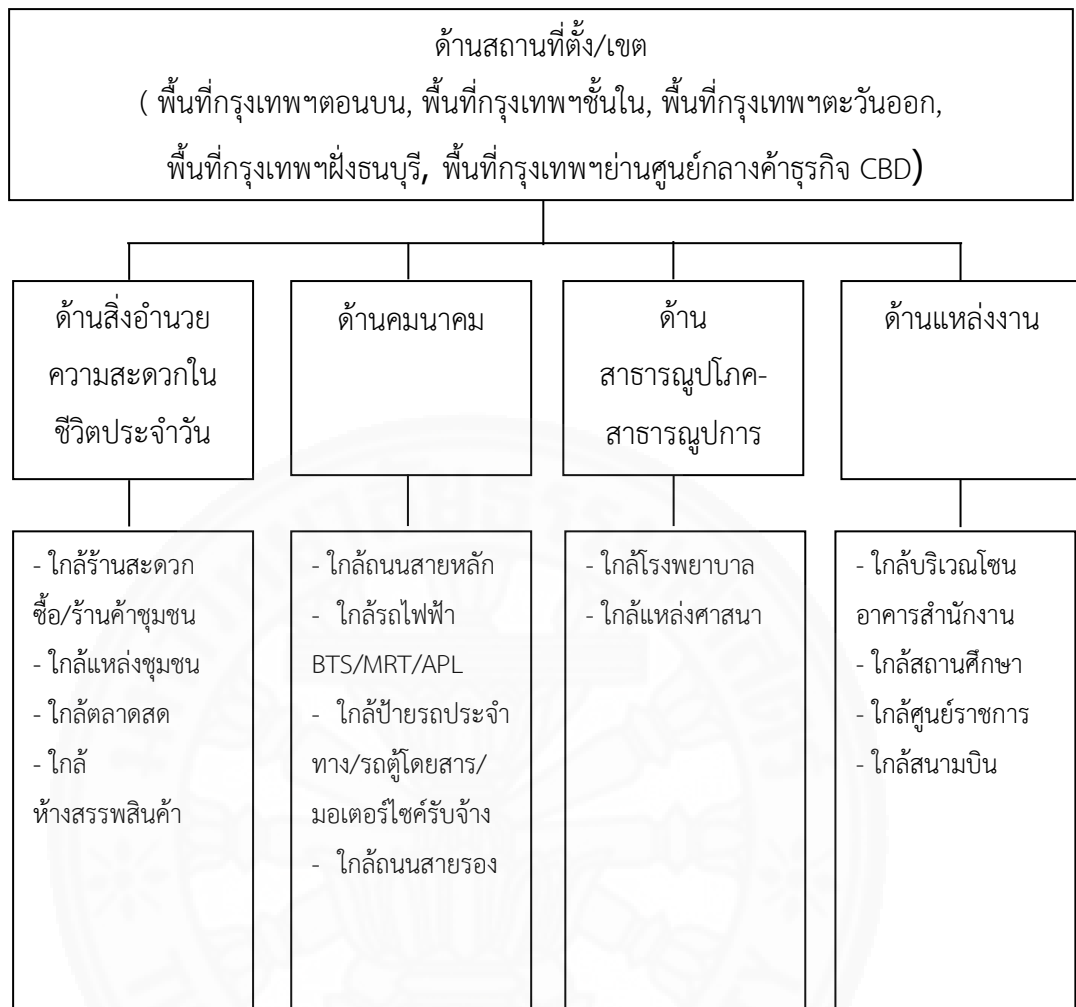 ด้านสถานที่ตั้ง/เขต
( พื้นที่กรุงเทพฯตอนบน, พื้นที่กรุงเทพฯชั้นใน, พื้นที่กรุงเทพฯตะวันออก,
พื้นที่กรุงเทพฯฝั่งธนบุรี, พื้นที่กรุงเทพฯย่านศูนย์กลางค้าธุรกิจ CBD)
ด้านสิ่งอำนวย
ความสะดวกใน
ชีวิตประจำวัน
ด้านคมนาคม
ด้าน
สาธารณูปโภค-
สาธารณูปการ
ด้านแหล่งงาน
- ใกล้ร้านสะดวก
ซื้อ/ร้านค้าชุมชน
- ใกล้แหล่งชุมชน
- ใกล้ตลาดสด
- ใกล้
ห้างสรรพสินค้า
- ใกล้ถนนสายหลัก
- ใกล้รถไฟฟ้า
BTS/MRT/APL
- ใกล้ป้ายรถประจำ
ทาง/รถตู้โดยสาร/
มอเตอร์ไซค์รับจ้าง
- ใกล้ถนนสายรอง
- ใกล้โรงพยาบาล
- ใกล้แหล่งศาสนา
- ใกล้บริเวณโซน
อาคารสำนักงาน
- ใกล้สถานศึกษา
- ใกล้ศูนย์ราชการ
- ใกล้สนามบิน